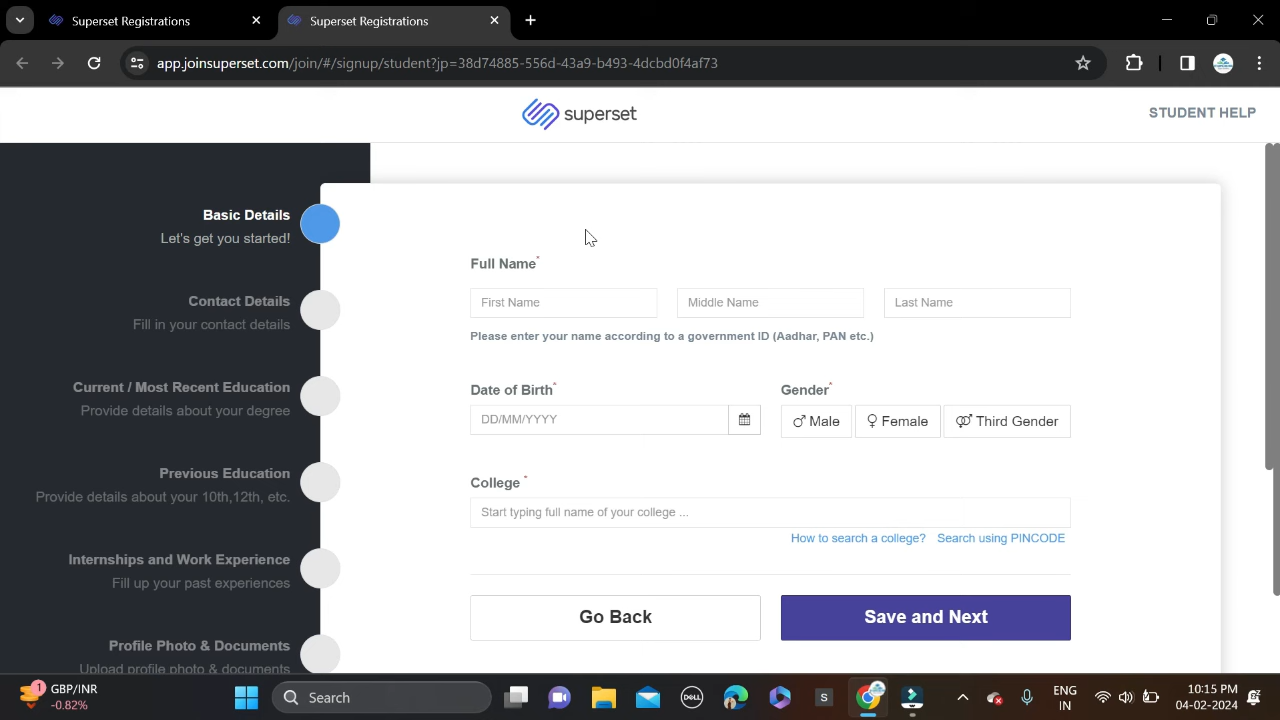 Superset Registrations
Superset Registrations
app.joinsuperset.com/join/#/signup/student?jp=38d74885-556d-43a9-b493-4dcbd0f4af73
superset
STUDENT HELP
Basic Details
Let's get you started!
Contact Details
Fill in your contact details
Current / Most Recent Education
Provide details about your degree
Previous Education
Provide details about your 10th,12th, etc.
Internships and Work Experience
Fill up your past experiences
Profile Photo & Documents
Upload profile photo & documents
Full Name*
First Name
Middle Name
Last Name
Please enter your name according to a government ID (Aadhar, PAN etc.)
Date of Birth*
Gender*
DD/MM/YYYY
Male
Female
Third Gender
College *
Start typing full name of your college ...
How to search a college?
Search using PINCODE
Go Back
Save and Next
1
GBP/INR
-0.82%
Search
DELL
S
ENG
IN
10:15 PM
04-02-2024